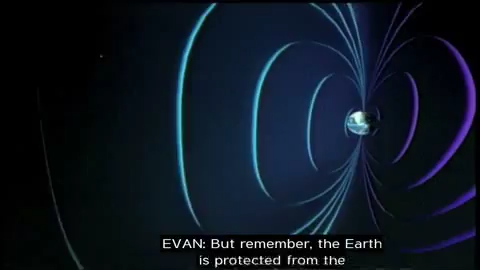 EVAN: But remember, the Earth
is protected from the